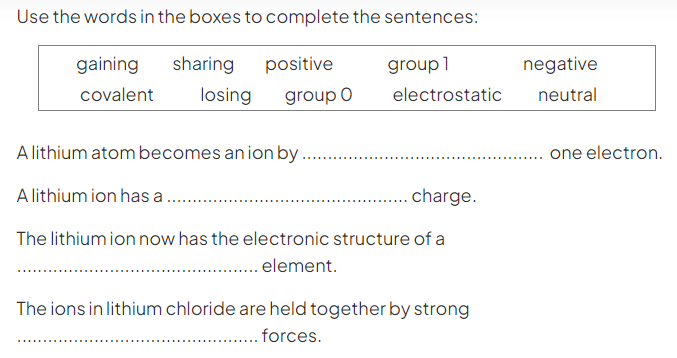 Use the words in the boxes to complete the sentences:
gaining sharing positive group 1 negative
covalent losing group 0 electrostatic neutral
A lithium atom becomes an ion by ................................................ one electron.
A lithium ion has a ................................................ charge.
The lithium ion now has the electronic structure of a
................................................ element.
The ions in lithium chloride are held together by strong
................................................ forces.